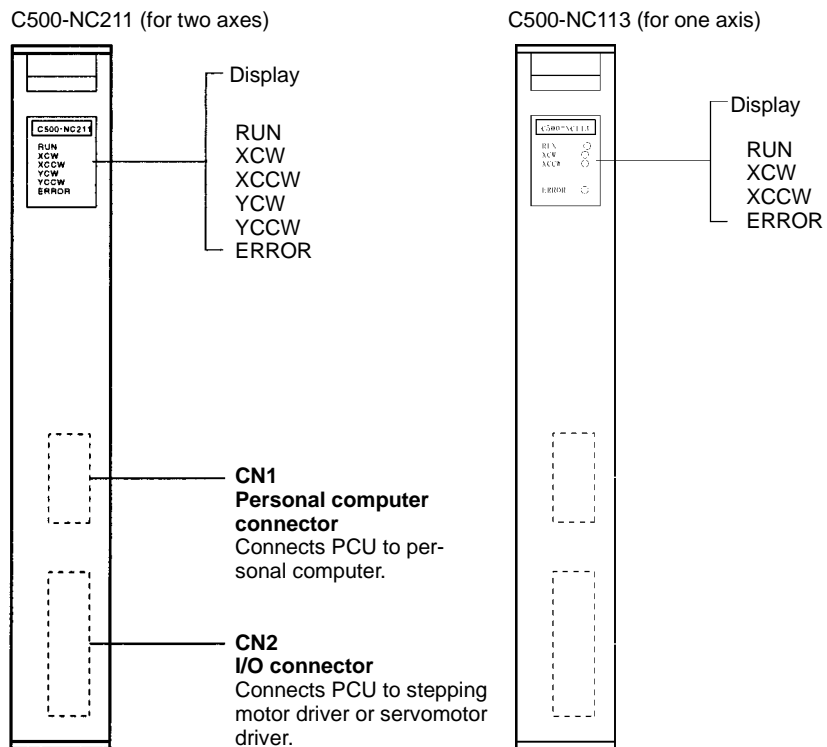 C500-NC211 (for two axes)
C500-NC211
RUN
XCW
XCCW
YCW
YCCW
ERROR
Display
RUN
XCW
XCCW
YCW
YCCW
ERROR
CN1
Personal computer
connector
Connects PCU to per-
sonal computer.
CN2
I/O connector
Connects PCU to stepping
motor driver or servomotor
driver.
C500-NC113 (for one axis)
C500-NC113
RUN
XCW
XCCW
ERROR
Display
RUN
XCW
XCCW
ERROR